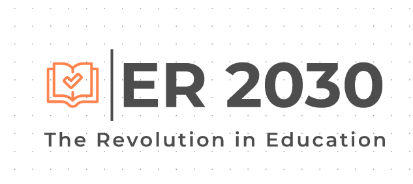 ER 2030
The Revolution in Education